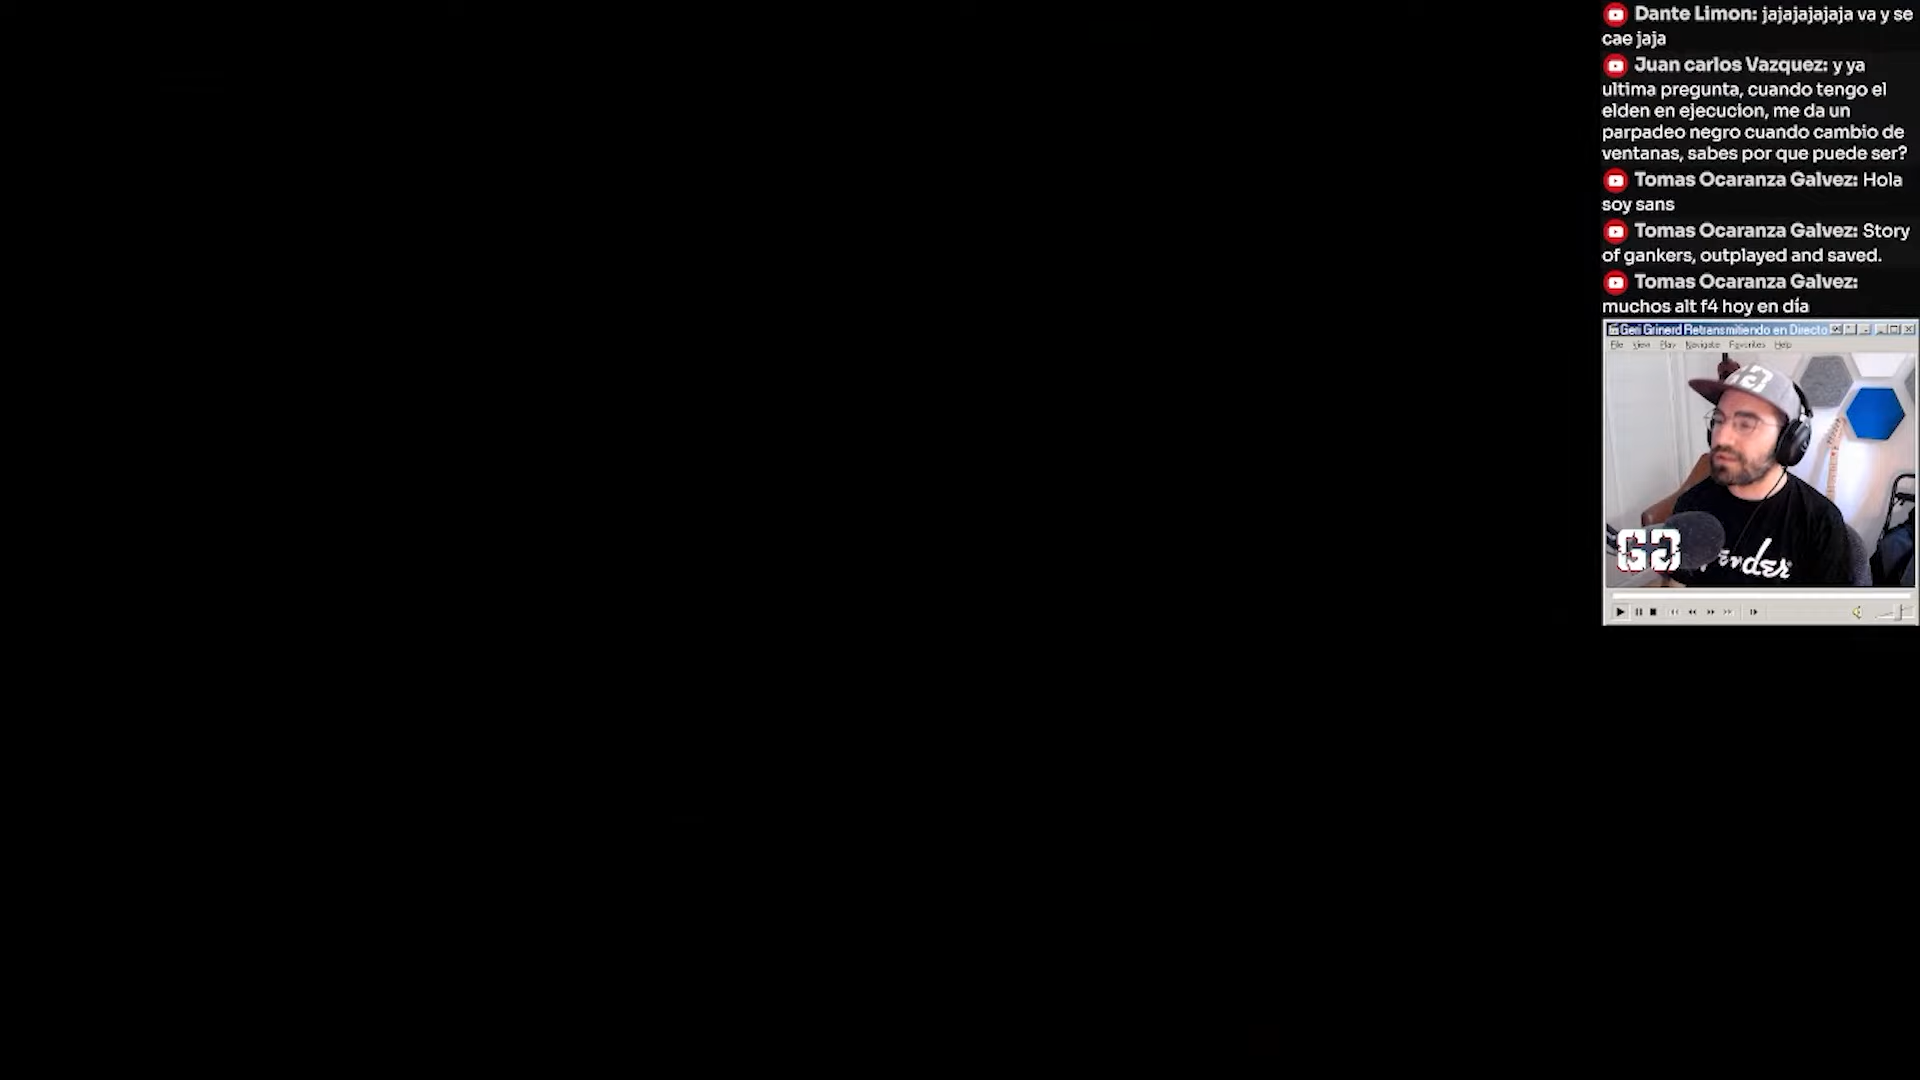 Dante Limon: jajajajajaja va y se
cae jaja
Juan carlos Vazquez: y ya
ultima pregunta, cuando tengo el
elden en ejecucion, me da un
parpadeo negro cuando cambio de
ventanas, sabes por que puede ser?
Tomas Ocaranza Galvez: Hola
soy sans
Tomas Ocaranza Galvez: Story
of gankers, outplayed and saved.
Tomas Ocaranza Galvez:
muchos alt f4 hoy en día
Geri Grinerd Retransmitiendo en Directo
File View Play Navigate Favorites Help
GG
GG